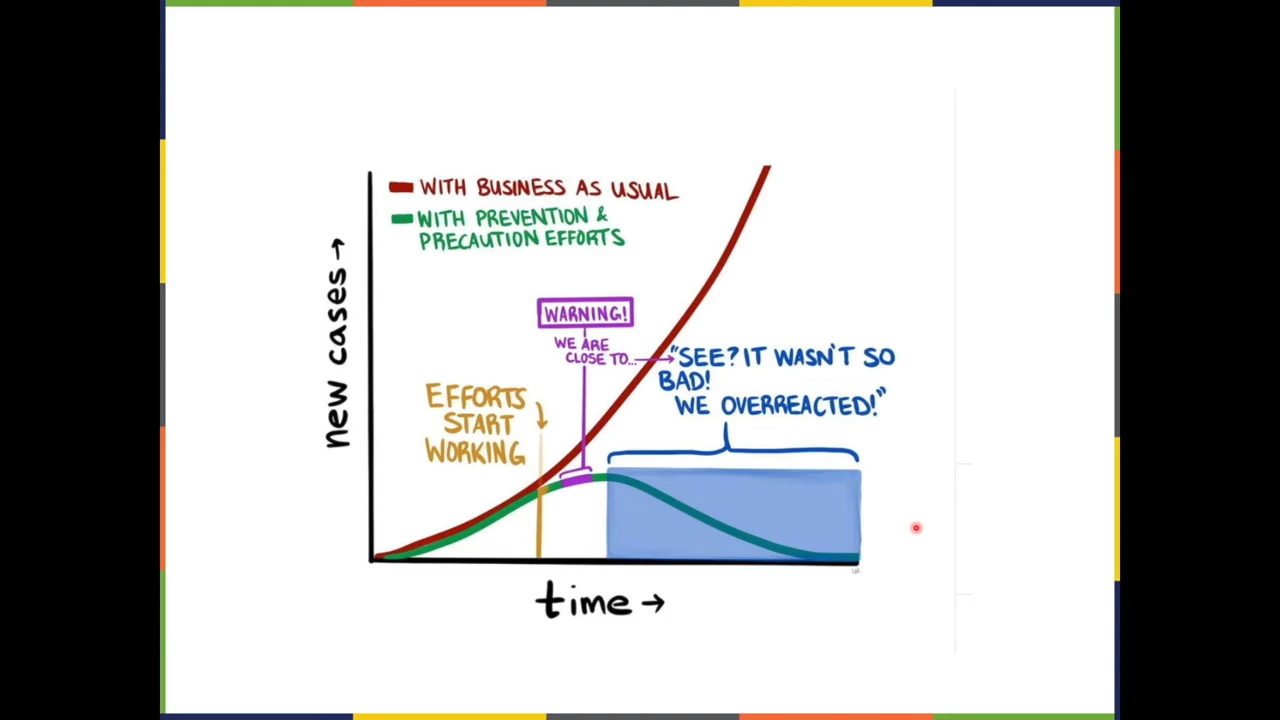 WITH BUSINESS AS USUAL
WITH PREVENTION &
PRECAUTION EFFORTS
new cases →
WARNING!
WE ARE
CLOSE TO...
"SEE? IT WASN'T SO
BAD!
WE OVERREACTED!"
EFFORTS
START
WORKING
time →